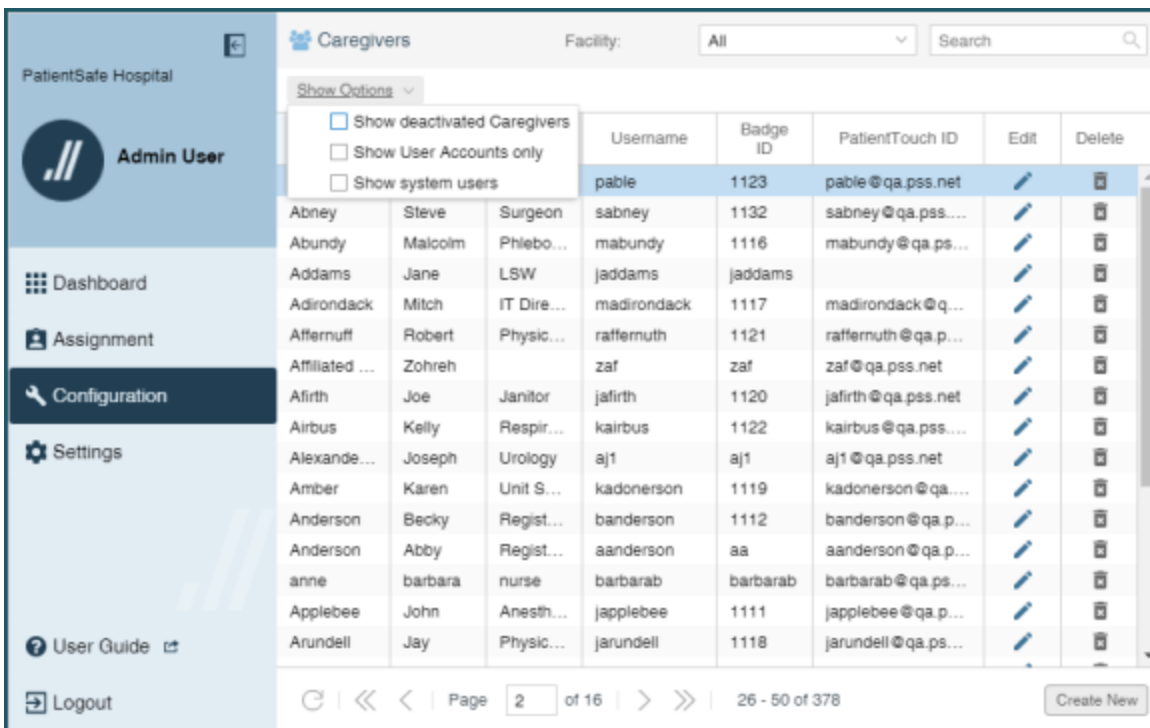 Caregivers Facility: All Search
PatientSafe Hospital
Show Options
Admin User
Show deactivated Caregivers
Show User Accounts only
Show system users
Username Badge ID PatientTouch ID Edit Delete
pable 1123 pable@qa.pss.net
Abney Steve Surgeon sabney 1132 sabney@qa.pss....
Abundy Malcolm Phlebo... mabundy 1116 mabundy@qa.ps...
Addams Jane LSW jaddams jaddams
Adirondack Mitch IT Dire... madirondack 1117 madirondack@q...
Affernuff Robert Physic... raffernuth 1121 raffernuth@qa.p...
Affiliated ... Zohreh zaf zaf zaf@qa.pss.net
Afirth Joe Janitor jafirth 1120 jafirth@qa.pss.net
Airbus Kelly Respir... kairbus 1122 kairbus@qa.pss....
Alexande... Joseph Urology aj1 aj1 aj1@qa.pss.net
Amber Karen Unit S... kadonerson 1119 kadonerson@qa....
Anderson Becky Regist... banderson 1112 banderson@qa.p...
Anderson Abby Regist... aanderson aa aanderson@qa.p...
anne barbara nurse barbarab barbarab barbarab@qa.ps...
Applebee John Anesth... japplebee 1111 japplebee@qa.p...
Arundell Jay Physic... jarundell 1118 jarundell@qa.ps...
Dashboard
Assignment
Configuration
Settings
User Guide
Logout
Page 2 of 16 26 - 50 of 378 Create New